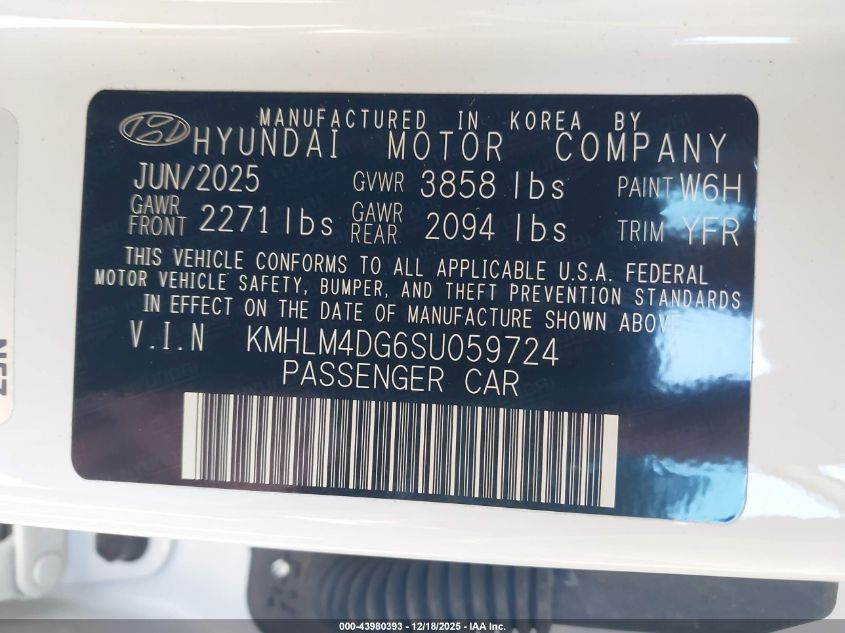 MANUFACTURED IN KOREA BY
HYUNDAI MOTOR COMPANY
JUN/2025 GVWR 3858 lbs PAINT W6H
GAWR FRONT 2271 lbs GAWR REAR 2094 lbs TRIM YFR
THIS VEHICLE CONFORMS TO ALL APPLICABLE U.S.A. FEDERAL
MOTOR VEHICLE SAFETY, BUMPER, AND THEFT PREVENTION STANDARDS
IN EFFECT ON THE DATE OF MANUFACTURE SHOWN ABOVE.
V.I.N KMHLM4DG6SU059724
PASSENGER CAR
000-43980393 - 12/18/2025 - IAA Inc.